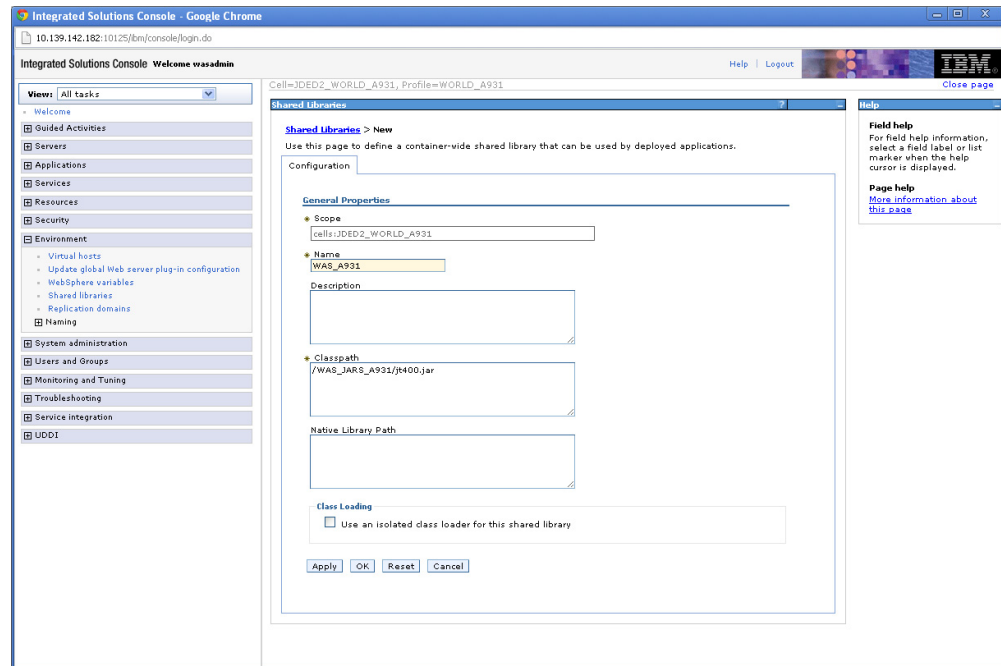 Integrated Solutions Console - Google Chrome
10.139.142.182:10125/ibm/console/login.do
Integrated Solutions Console Welcome wasadmin
Help | Logout
IBM.
View: All tasks
Welcome
Guided Activities
Servers
Applications
Services
Resources
Security
Environment
Virtual hosts
Update global Web server plug-in configuration
WebSphere variables
Shared libraries
Replication domains
Naming
System administration
Users and Groups
Monitoring and Tuning
Troubleshooting
Service integration
UDDI
Cell=JDED2_WORLD_A931, Profile=WORLD_A931
Close page
Shared Libraries ?
Shared Libraries > New
Use this page to define a container-wide shared library that can be used by deployed applications.
Configuration
General Properties
* Scope
cells:JDED2_WORLD_A931
* Name
WAS_A931
Description
* Classpath
/WAS_JARS_A931/jt400.jar
Native Library Path
Class Loading
Use an isolated class loader for this shared library
Apply OK Reset Cancel
Help
Field help
For field help information,
select a field label or list
marker when the help
cursor is displayed.
Page help
More information about
this page